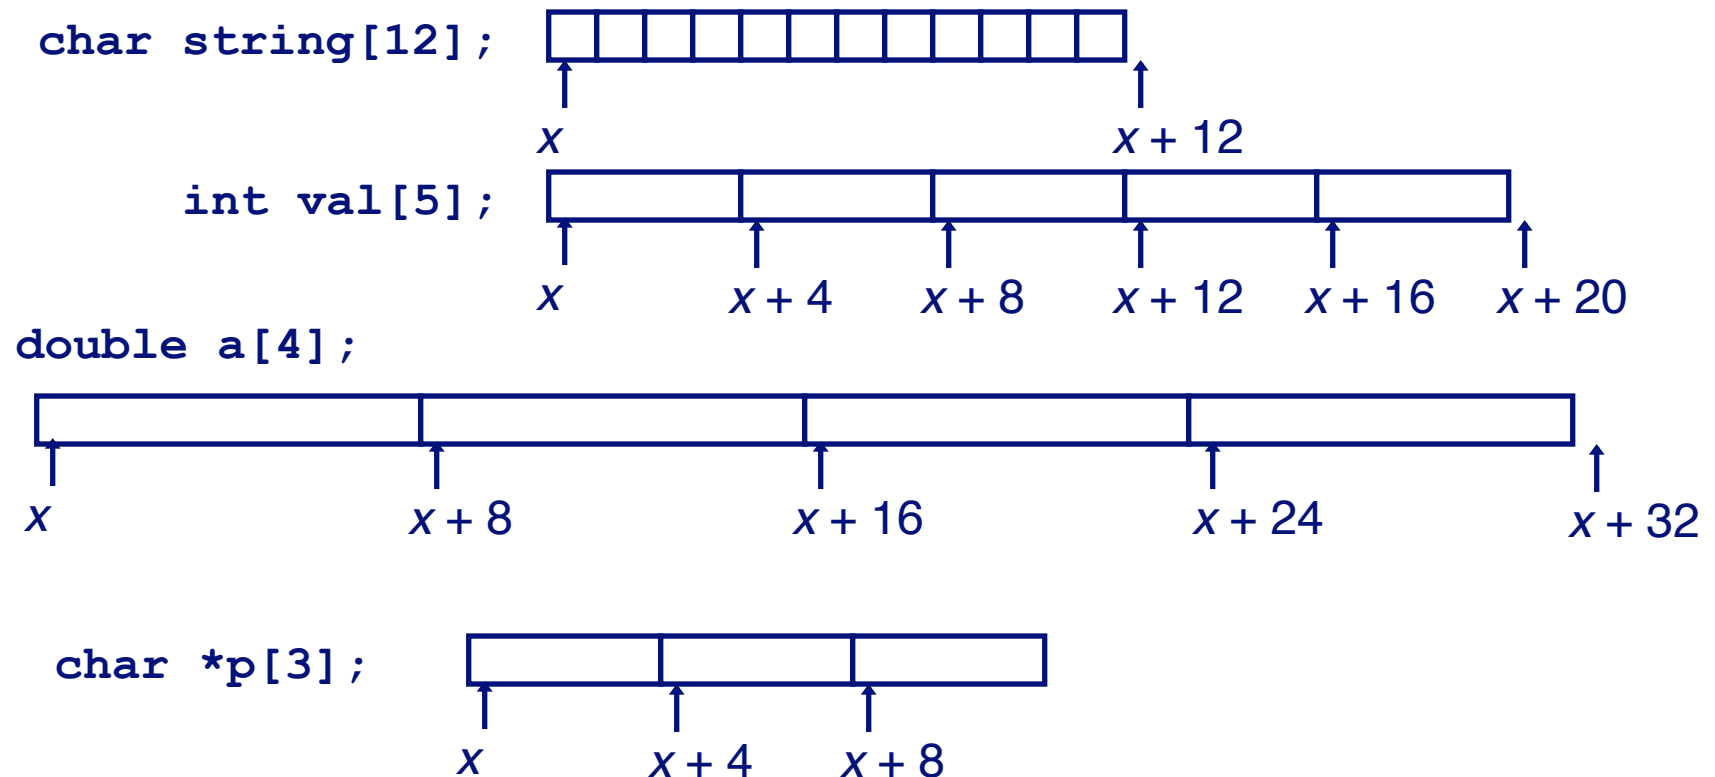 char string[12];
x x + 12
int val[5];
x x + 4 x + 8 x + 12 x + 16 x + 20
double a[4];
x x + 8 x + 16 x + 24 x + 32
char *p[3];
x x + 4 x + 8